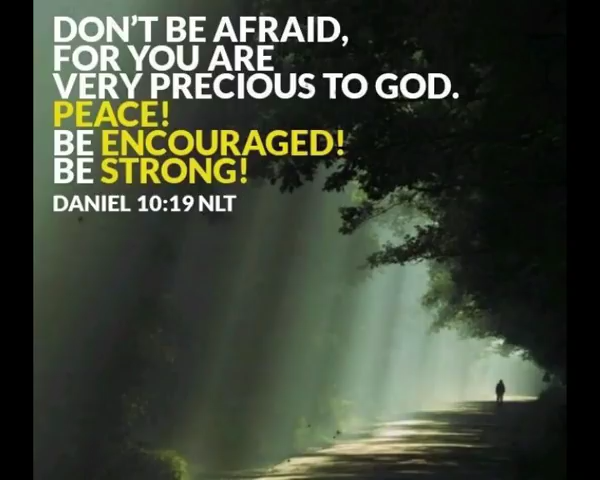 DON'T BE AFRAID,
FOR YOU ARE
VERY PRECIOUS TO GOD.
PEACE!
BE ENCOURAGED!
BE STRONG!
DANIEL 10:19 NLT